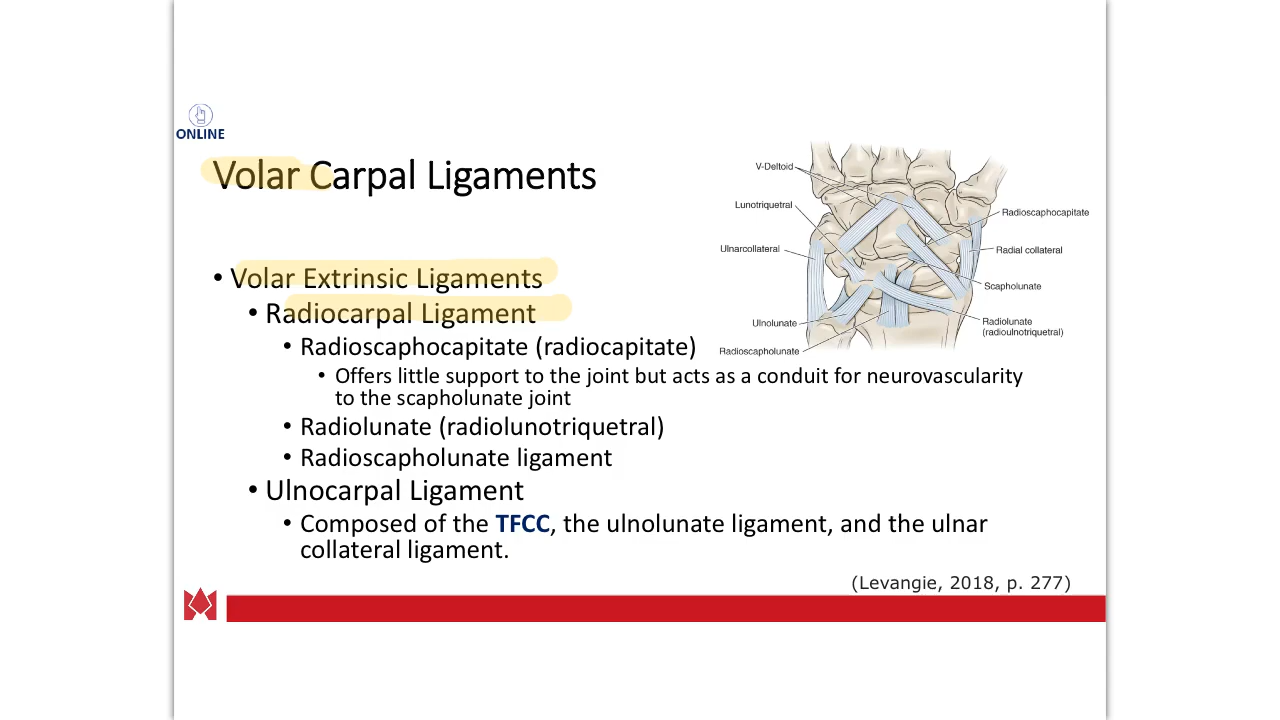 ONLINE
Volar Carpal Ligaments
V-Deltoid
Lunotriquetral
Ulnarcollateral
Ulnolunate
Radioscapholunate
Radioscaphocapitate
Radial collateral
Scapholunate
Radiolunate
(radioulnotriquetral)
• Volar Extrinsic Ligaments
• Radiocarpal Ligament
• Radioscaphocapitate (radiocapitate)
• Offers little support to the joint but acts as a conduit for neurovascularity
to the scapholunate joint
• Radiolunate (radiolunotriquetral)
• Radioscapholunate ligament
• Ulnocarpal Ligament
• Composed of the TFCC, the ulnolunate ligament, and the ulnar
collateral ligament.
(Levangie, 2018, p. 277)